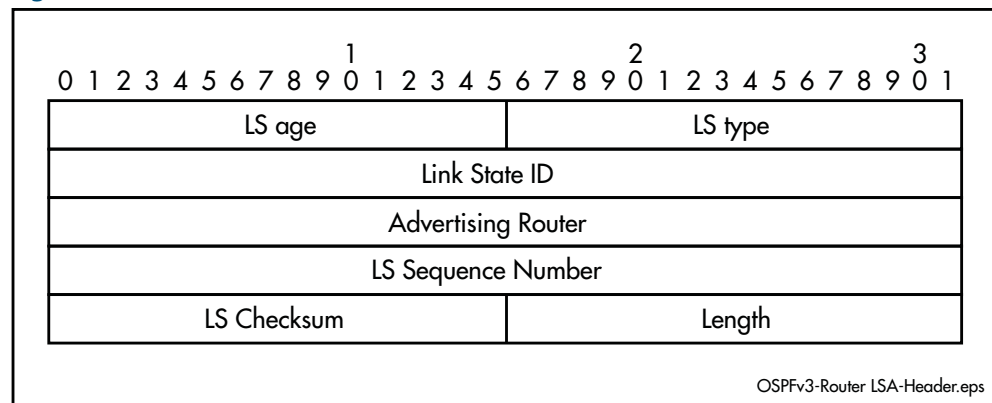 1 2 3
0 1 2 3 4 5 6 7 8 9 0 1 2 3 4 5 6 7 8 9 0 1 2 3 4 5 6 7 8 9 0 1
LS age LS type
Link State ID
Advertising Router
LS Sequence Number
LS Checksum Length
OSPFv3-Router LSA-Header.eps